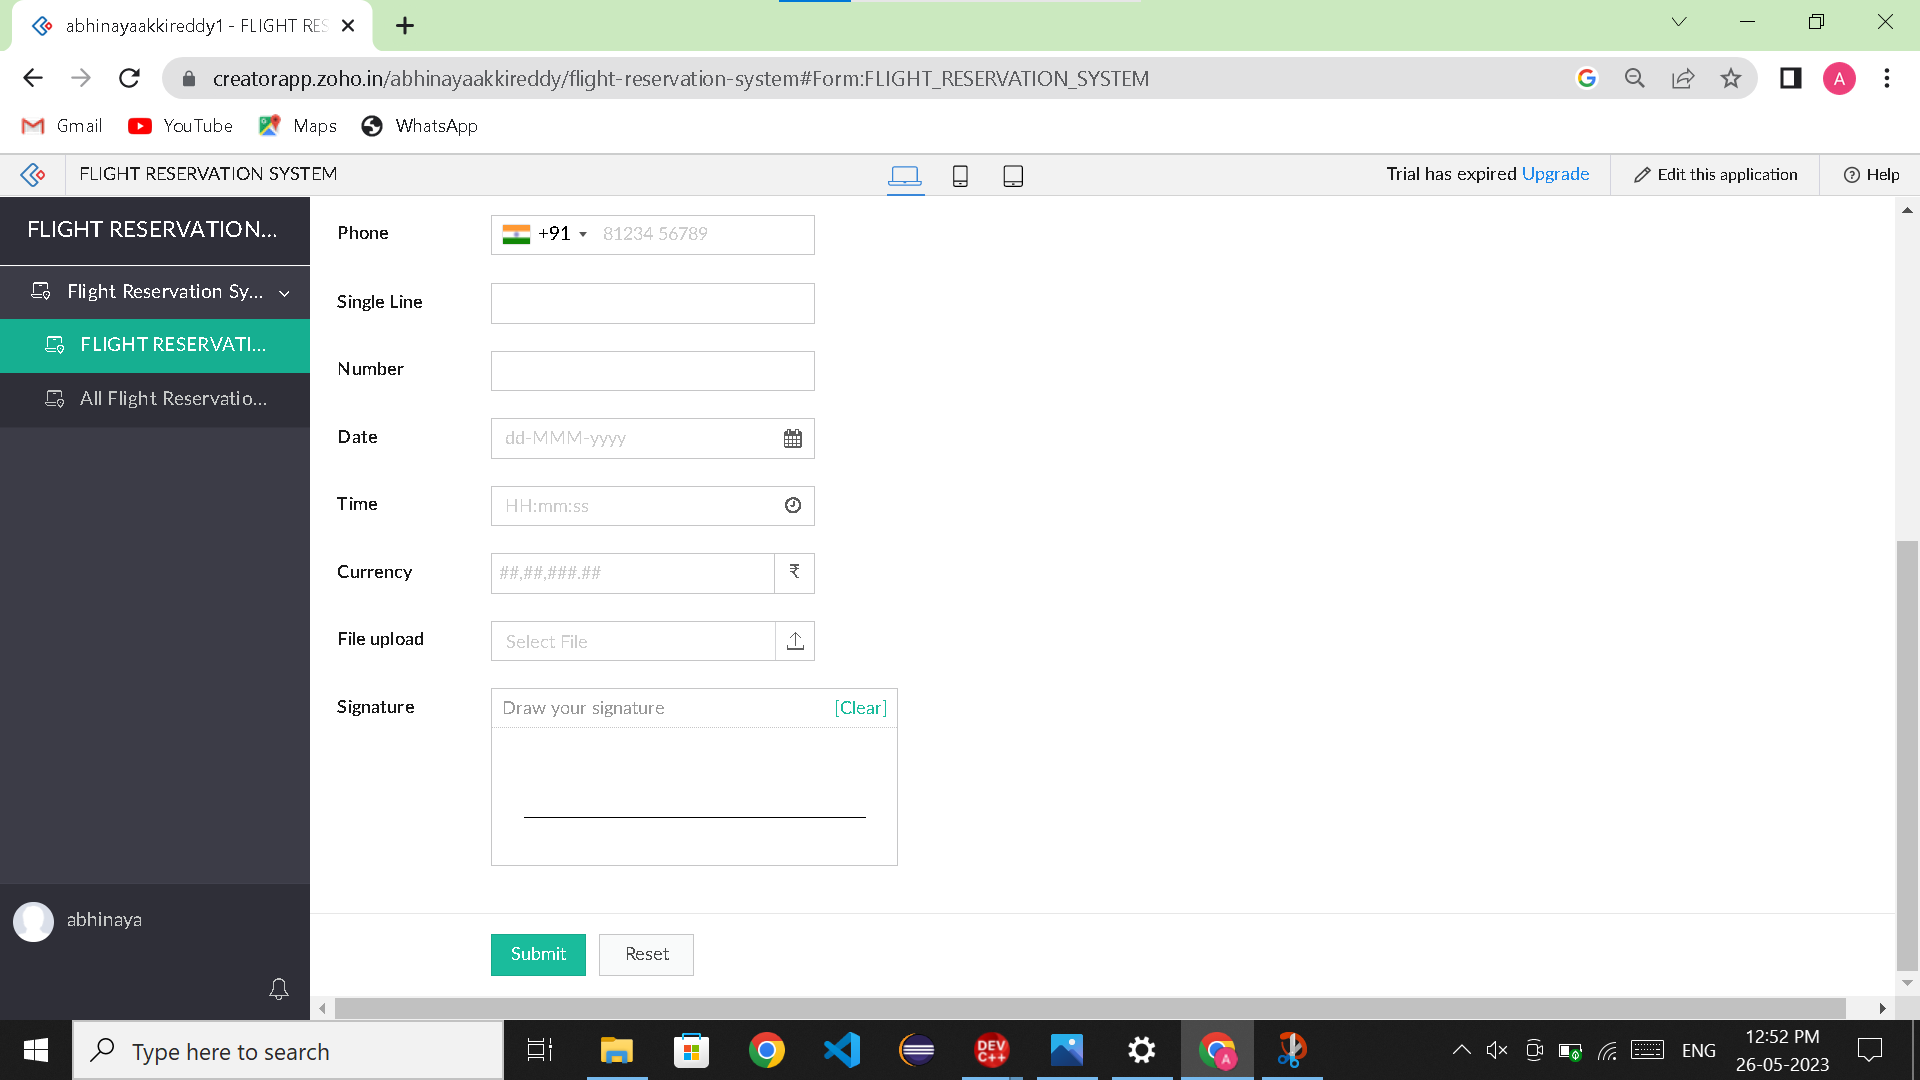 abhinayaakkireddy1 - FLIGHT RES
creatorapp.zoho.in/abhinayaakkireddy/flight-reservation-system#Form:FLIGHT_RESERVATION_SYSTEM
A
Gmail
YouTube
Maps
WhatsApp
FLIGHT RESERVATION SYSTEM
Trial has expired Upgrade
Edit this application
Help
FLIGHT RESERVATION...
Flight Reservation Sy...
FLIGHT RESERVATI...
All Flight Reservatio...
abhinaya
Phone
+91
81234 56789
Single Line
Number
Date
dd-MMM-yyyy
Time
HH:mm:ss
Currency
##,##,###.##
₹
File upload
Select File
Signature
Draw your signature
[Clear]
Submit
Reset
Type here to search
DEV
C++
A
ENG
12:52 PM
26-05-2023